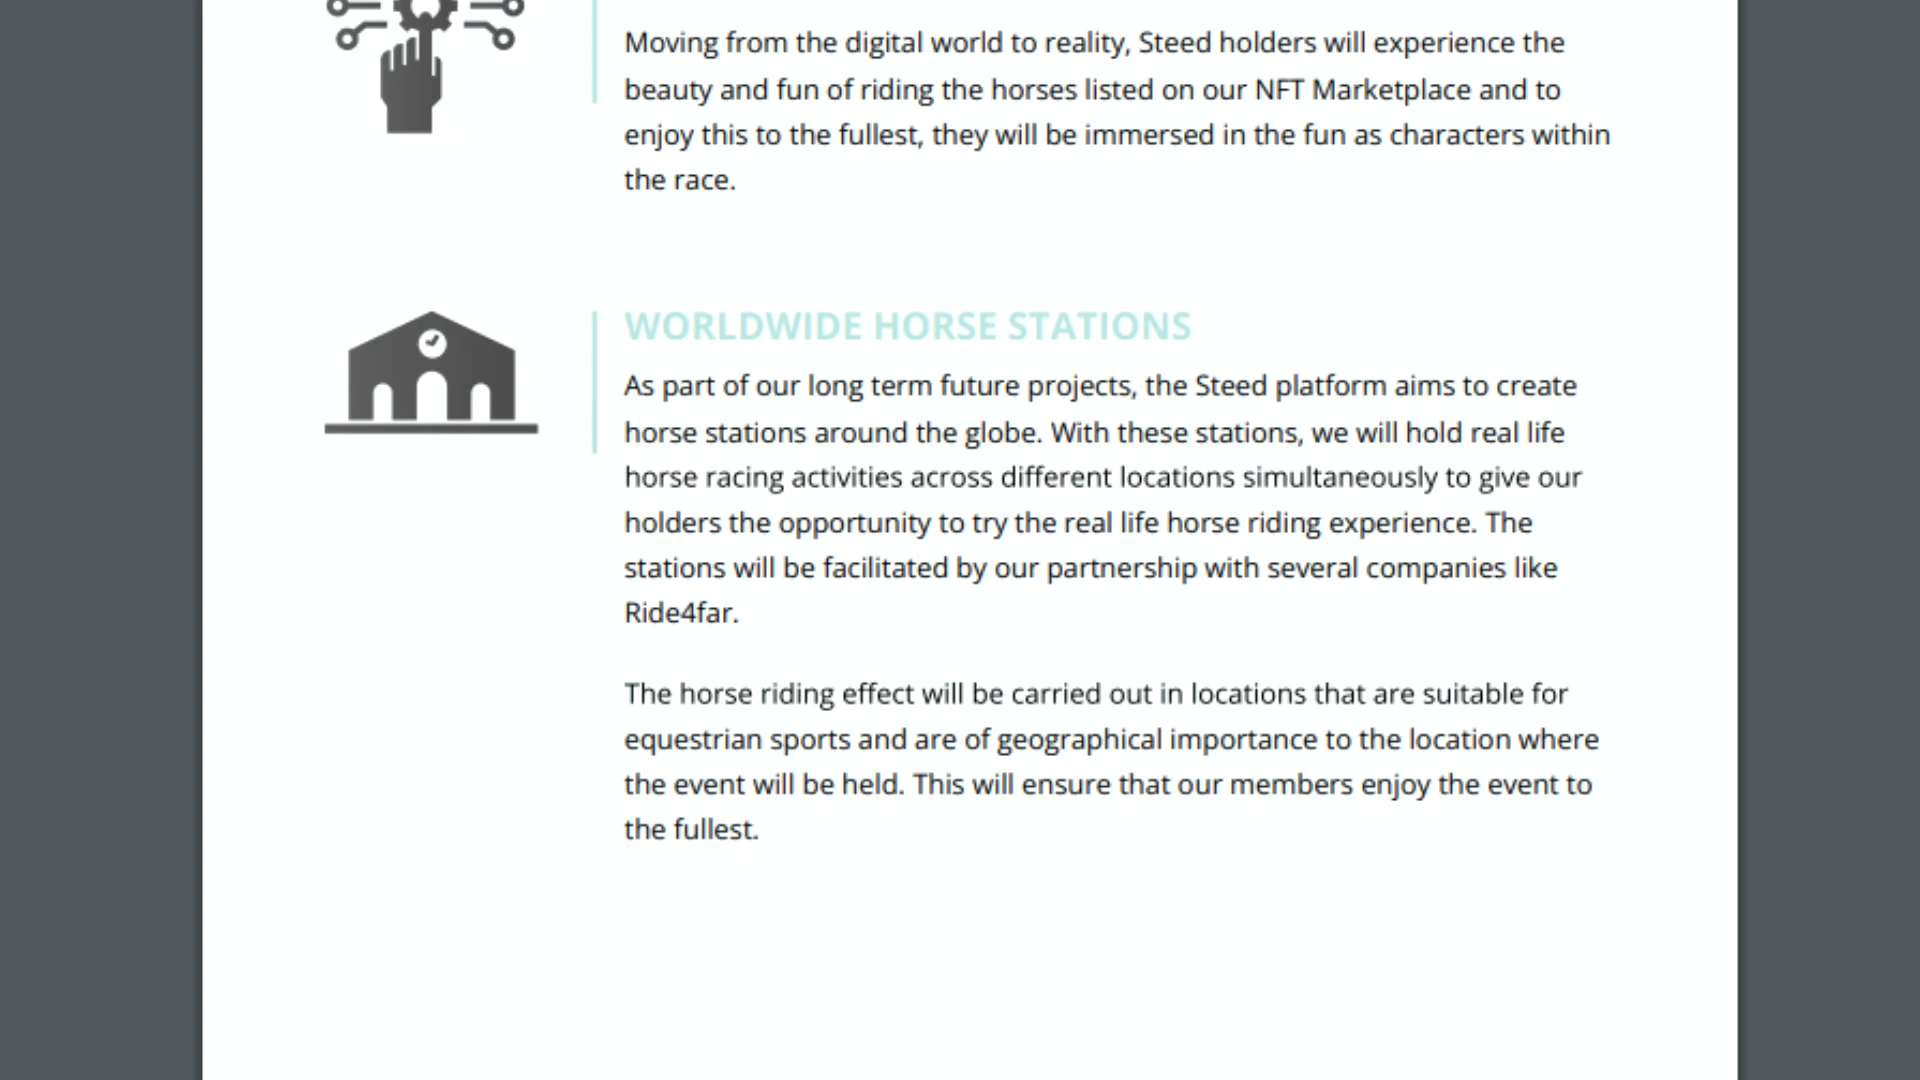 Moving from the digital world to reality, Steed holders will experience the
beauty and fun of riding the horses listed on our NFT Marketplace and to
enjoy this to the fullest, they will be immersed in the fun as characters within
the race.
WORLDWIDE HORSE STATIONS
As part of our long term future projects, the Steed platform aims to create
horse stations around the globe. With these stations, we will hold real life
horse racing activities across different locations simultaneously to give our
holders the opportunity to try the real life horse riding experience. The
stations will be facilitated by our partnership with several companies like
Ride4far.
The horse riding effect will be carried out in locations that are suitable for
equestrian sports and are of geographical importance to the location where
the event will be held. This will ensure that our members enjoy the event to
the fullest.